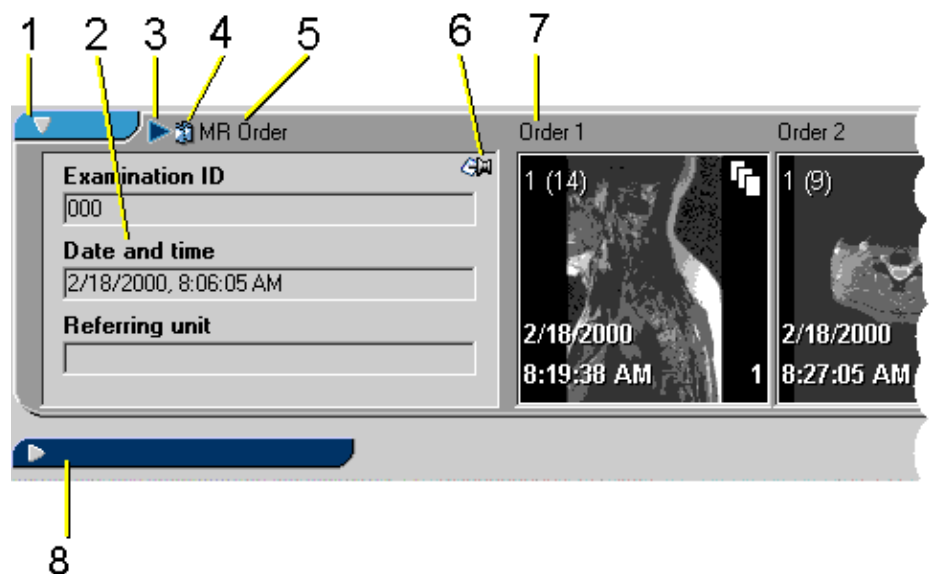 1 2 3 4 5 6 7
MR Order
Order 1
Order 2
Examination ID
000
Date and time
2/18/2000, 8:06:05 AM
Referring unit
1 (14)
2/18/2000
8:19:38 AM 1
1 (9)
2/18/2000
8:27:05 AM
8